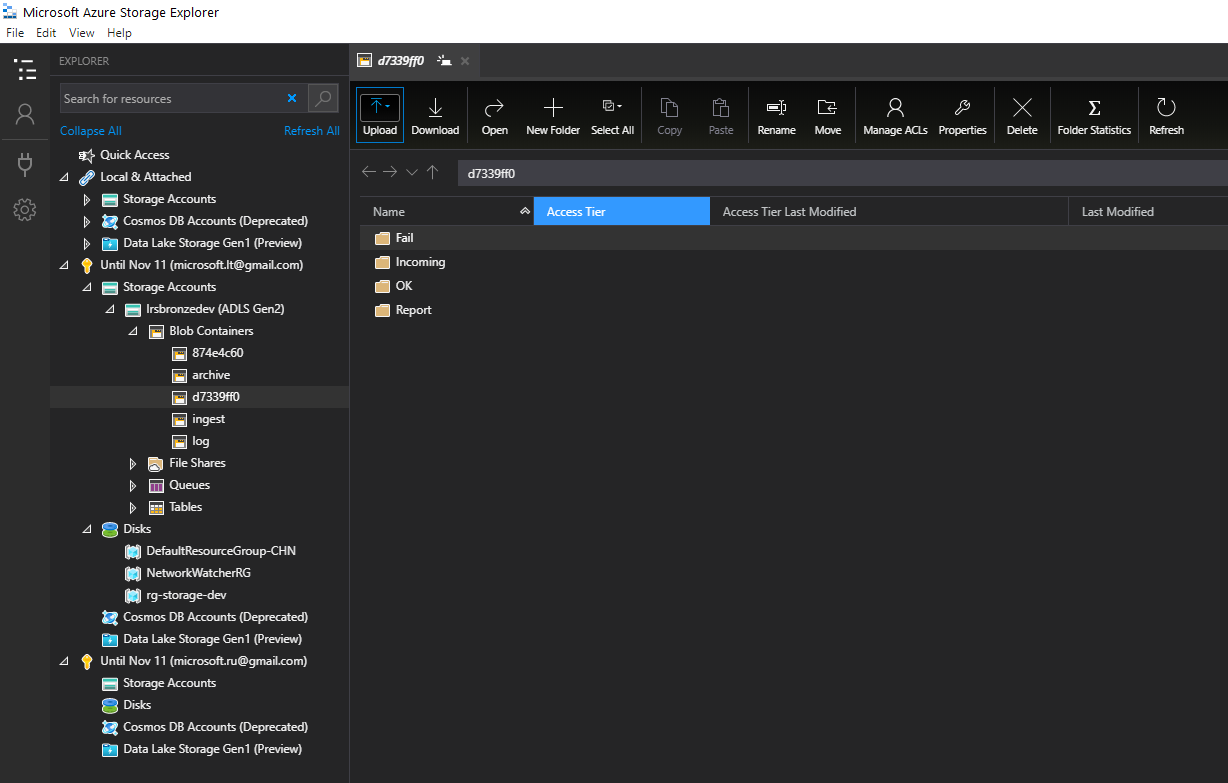 Microsoft Azure Storage Explorer
File Edit View Help
EXPLORER
Search for resources
Collapse All Refresh All
Quick Access
Local & Attached
Storage Accounts
Cosmos DB Accounts (Deprecated)
Data Lake Storage Gen1 (Preview)
Until Nov 11 (microsoft.lt@gmail.com)
Storage Accounts
lrsbronzedev (ADLS Gen2)
Blob Containers
874e4c60
archive
d7339ff0
ingest
log
File Shares
Queues
Tables
Disks
DefaultResourceGroup-CHN
NetworkWatcherRG
rg-storage-dev
Cosmos DB Accounts (Deprecated)
Data Lake Storage Gen1 (Preview)
Until Nov 11 (microsoft.ru@gmail.com)
Storage Accounts
Disks
Cosmos DB Accounts (Deprecated)
Data Lake Storage Gen1 (Preview)
d7339ff0
Upload Download Open New Folder Select All Copy Paste Rename Move Manage ACLs Properties Delete Folder Statistics Refresh
d7339ff0
Name Access Tier Access Tier Last Modified Last Modified
Fail
Incoming
OK
Report